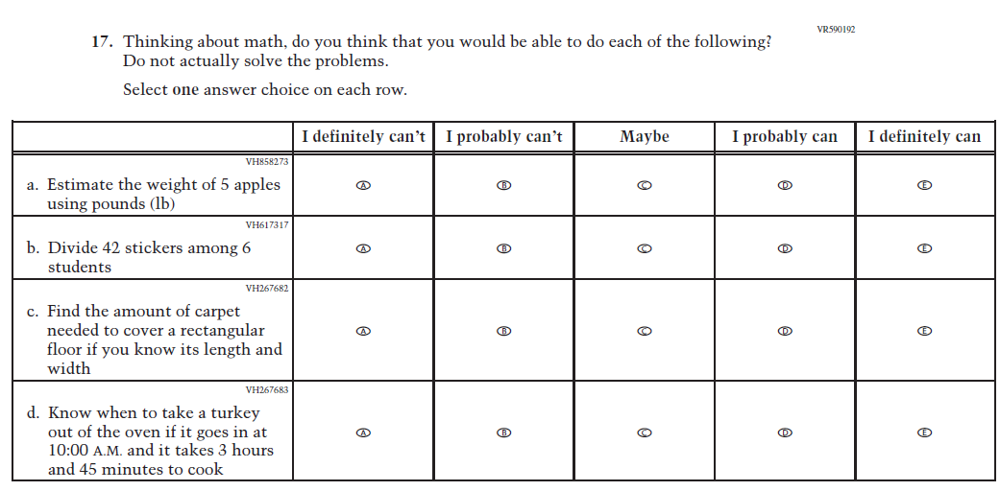 VR590192
17. Thinking about math, do you think that you would be able to do each of the following?
Do not actually solve the problems.
Select one answer choice on each row.
I definitely can't I probably can't Maybe I probably can I definitely can
VH858273
a. Estimate the weight of 5 apples
using pounds (lb)
A B C D E
VH617317
b. Divide 42 stickers among 6
students
A B C D E
VH267682
c. Find the amount of carpet
needed to cover a rectangular
floor if you know its length and
width
A B C D E
VH267683
d. Know when to take a turkey
out of the oven if it goes in at
10:00 A.M. and it takes 3 hours
and 45 minutes to cook
A B C D E